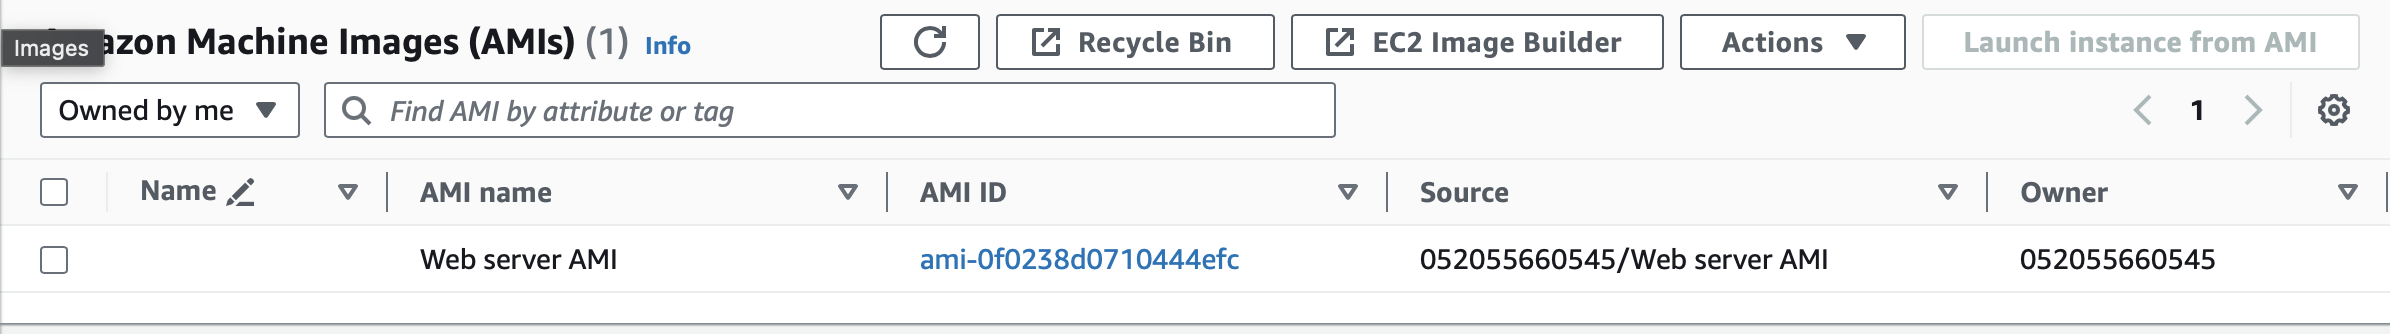 Images
azon Machine Images (AMIs) (1) Info
Recycle Bin
EC2 Image Builder
Actions
Launch instance from AMI
Owned by me
Find AMI by attribute or tag
1
Name AMI name AMI ID Source Owner
Web server AMI ami-0f0238d0710444efc 052055660545/Web server AMI 052055660545